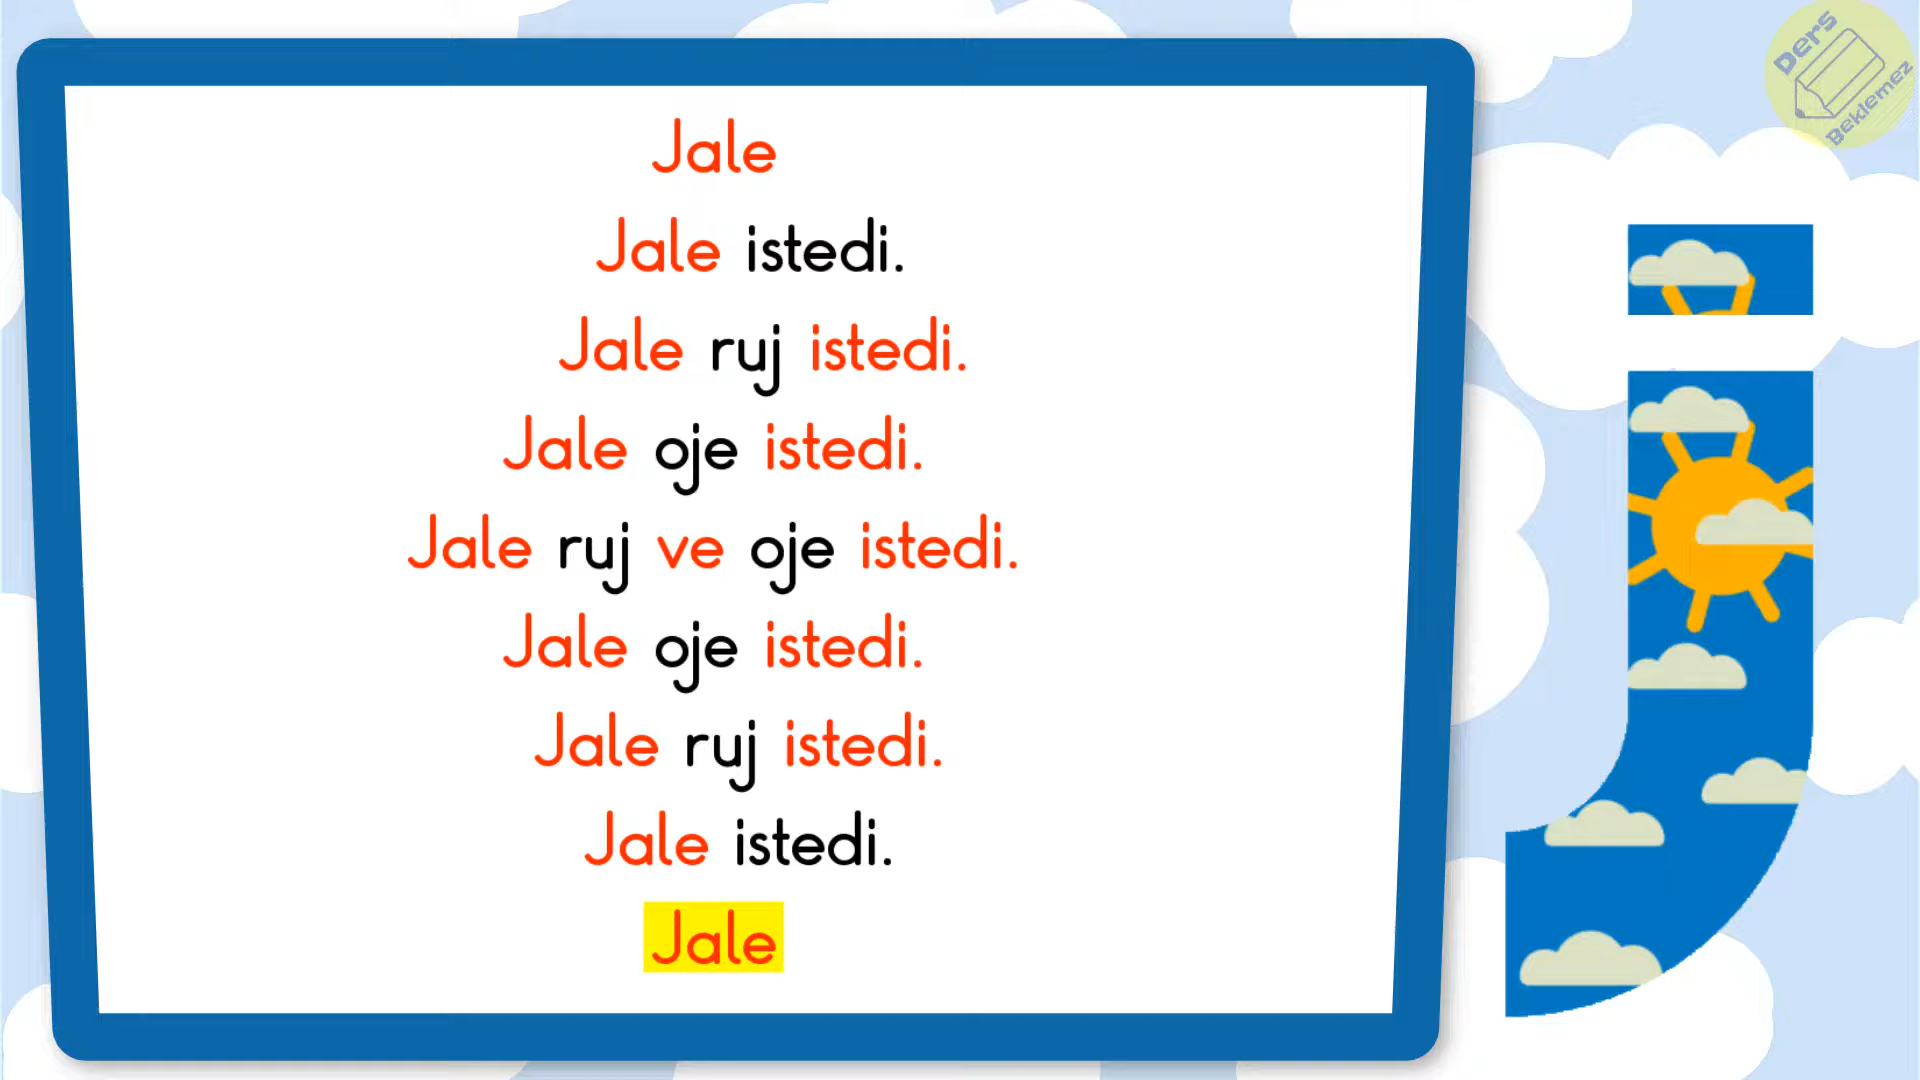 Jale
Jale istedi.
Jale ruj istedi.
Jale oje istedi.
Jale ruj ve oje istedi.
Jale oje istedi.
Jale ruj istedi.
Jale istedi.
Jale
Ders
Beklemez
j